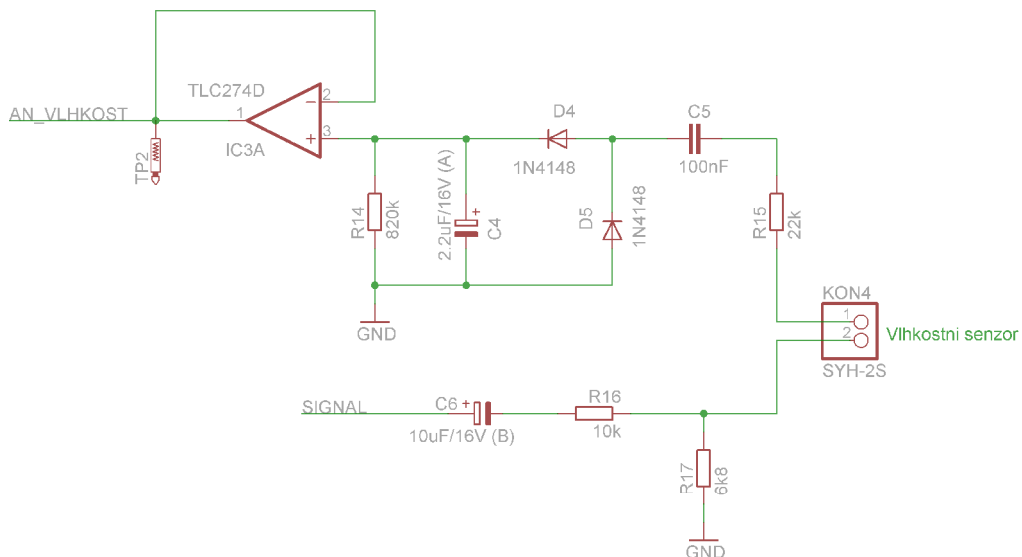 TLC274D
AN_VLHKOST
1
2
3
−
+
IC3A
TP2
R14
820k
2.2uF/16V (A)
+
C4
D4
1N4148
D5
1N4148
C5
100nF
R15
22k
GND
KON4
1
2
Vlhkostni senzor
SYH-2S
SIGNAL
C6
+
10uF/16V (B)
R16
10k
R17
6k8
GND